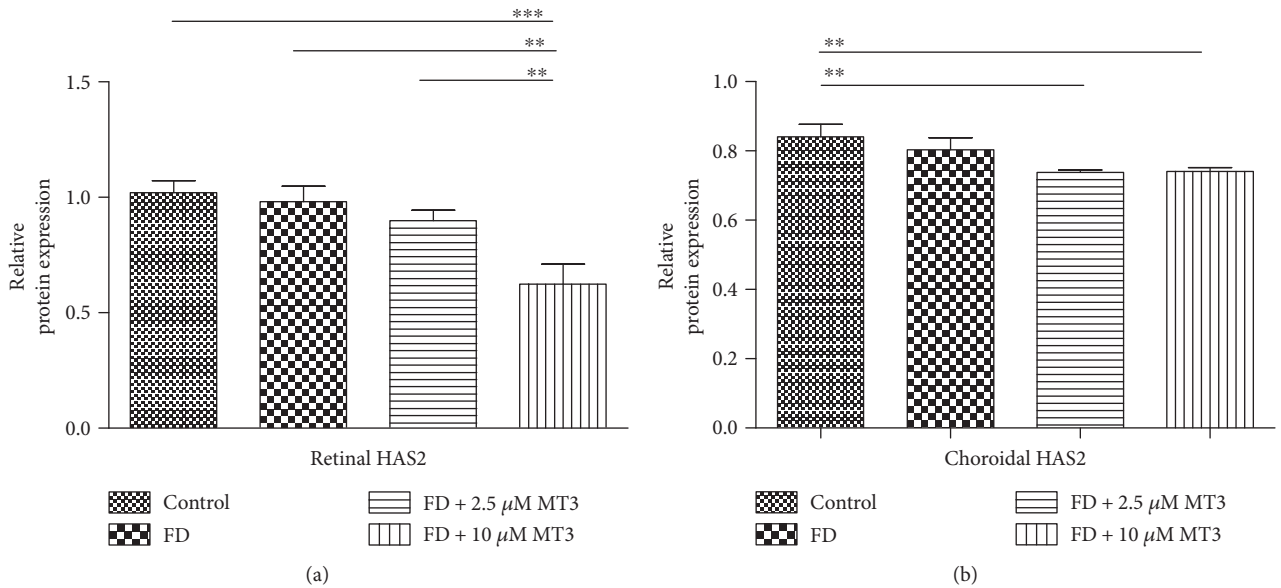 ***
**
**
1.5
1.0
0.5
0.0
Relative
protein expression
Retinal HAS2
Control
FD
FD + 2.5 μM MT3
FD + 10 μM MT3
(a)
**
**
1.0
0.8
0.6
0.4
0.2
0.0
Relative
protein expression
Choroidal HAS2
Control
FD
FD + 2.5 μM MT3
FD + 10 μM MT3
(b)